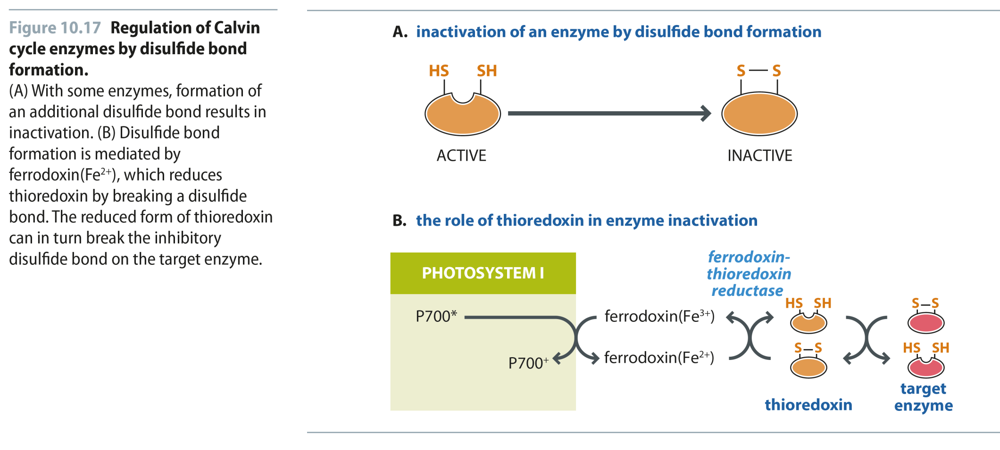 Figure 10.17 Regulation of Calvin
cycle enzymes by disulfide bond
formation.
(A) With some enzymes, formation of
an additional disulfide bond results in
inactivation. (B) Disulfide bond
formation is mediated by
ferrodoxin(Fe²⁺), which reduces
thioredoxin by breaking a disulfide
bond. The reduced form of thioredoxin
can in turn break the inhibitory
disulfide bond on the target enzyme.
A. inactivation of an enzyme by disulfide bond formation
HS SH
S S
ACTIVE
INACTIVE
B. the role of thioredoxin in enzyme inactivation
PHOTOSYSTEM I
P700*
P700⁺
ferrodoxin(Fe³⁺)
ferrodoxin(Fe²⁺)
ferrodoxin-
thioredoxin
reductase
HS SH
S–S
thioredoxin
S–S
HS SH
target
enzyme